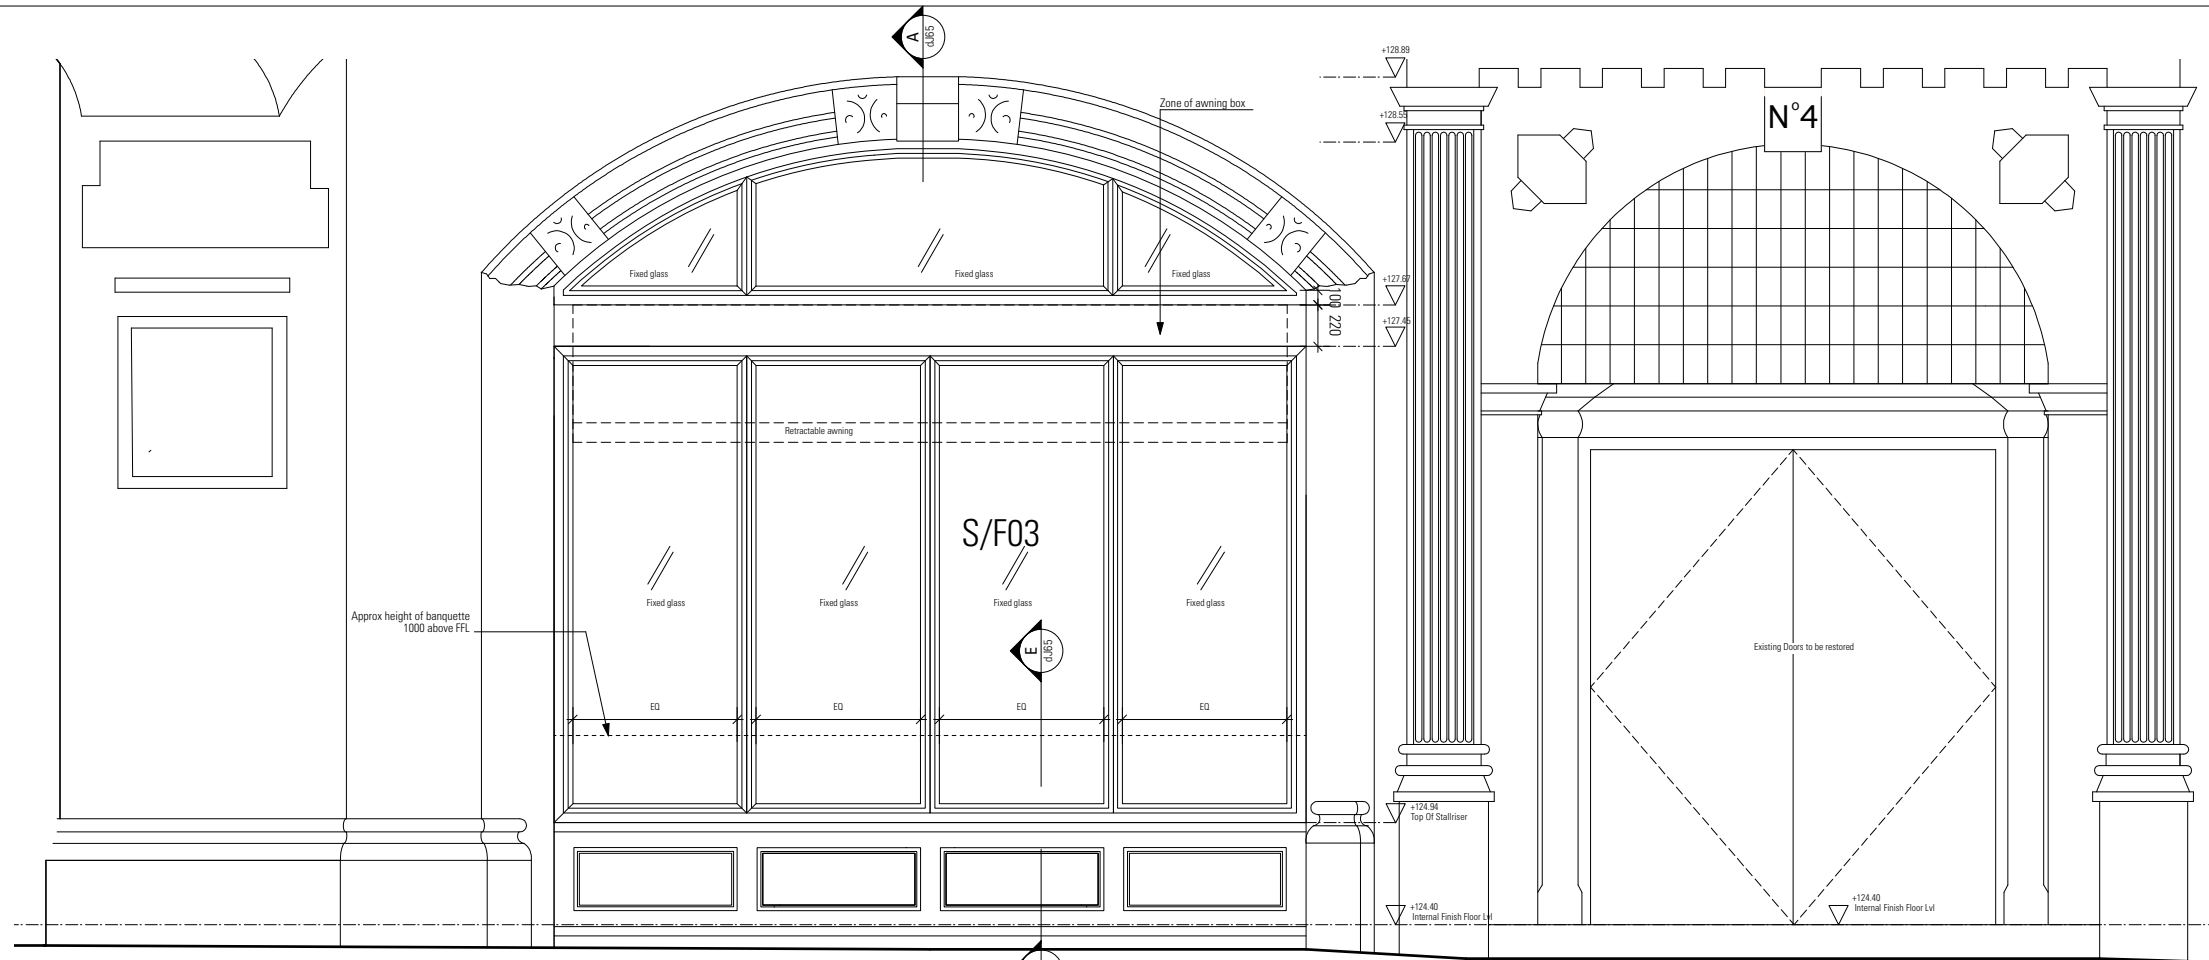 A
dJ65
+128.89
Zone of awning box
N°4
+128.55
Fixed glass
Fixed glass
Fixed glass
+127.67
100
220
+127.45
Retractable awning
S/F03
Fixed glass
Fixed glass
Fixed glass
Fixed glass
Approx height of banquette
1000 above FFL
E
dJ65
Existing Doors to be restored
EQ
EQ
EQ
EQ
+124.94
Top Of Stallriser
+124.40
Internal Finish Floor Lvl
+124.40
Internal Finish Floor Lvl